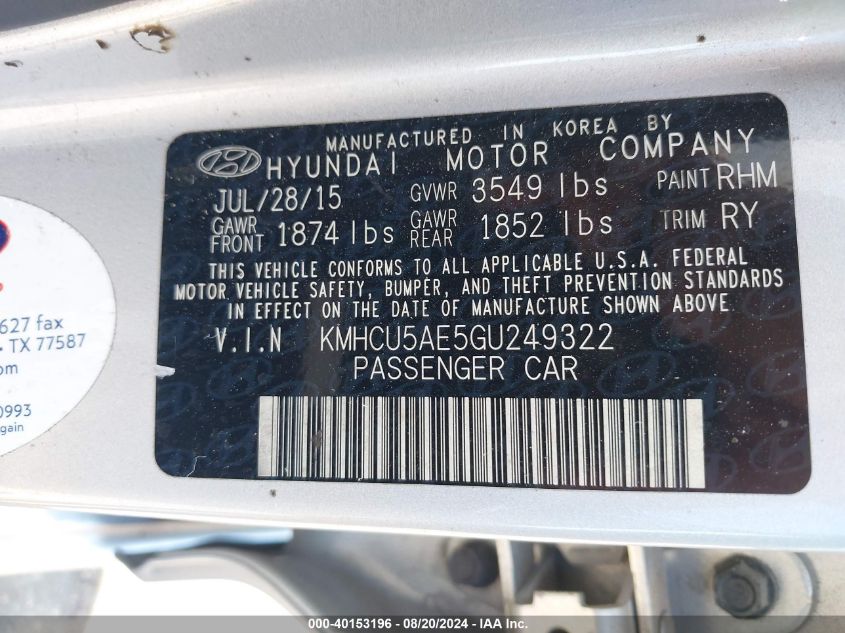 MANUFACTURED IN KOREA BY
HYUNDAI MOTOR COMPANY
JUL/28/15 GVWR 3549 lbs PAINT RHM
GAWR FRONT 1874 lbs GAWR REAR 1852 lbs TRIM RY
THIS VEHICLE CONFORMS TO ALL APPLICABLE U.S.A. FEDERAL
MOTOR VEHICLE SAFETY, BUMPER, AND THEFT PREVENTION STANDARDS
IN EFFECT ON THE DATE OF MANUFACTURE SHOWN ABOVE
V.I.N KMHCU5AE5GU249322
PASSENGER CAR
627 fax
TX 77587
om
0993
gain
000-40153196 - 08/20/2024 - IAA Inc.